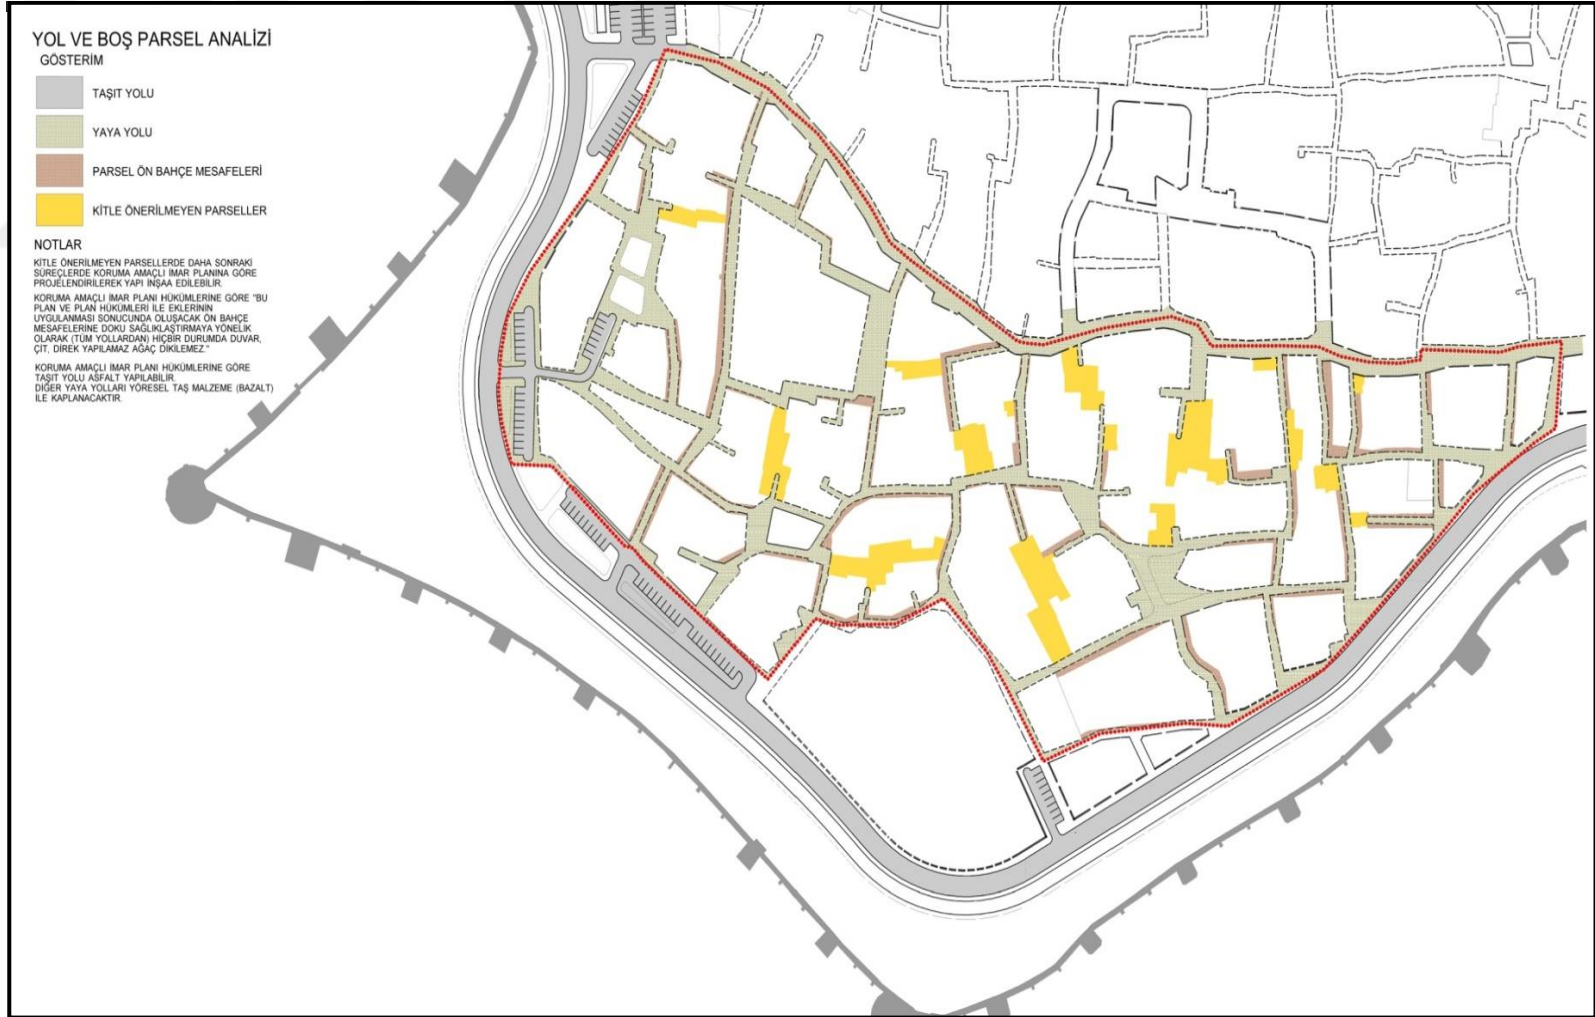 YOL VE BOŞ PARSEL ANALİZİ
GÖSTERİM
TAŞIT YOLU
YAYA YOLU
PARSEL ÖN BAHÇE MESAFELERİ
KİTLE ÖNERİLMEYEN PARSELLER
NOTLAR
KİTLE ÖNERİLMEYEN PARSELLERDE DAHA SONRAKİ
SÜREÇLERDE KORUMA AMAÇLI İMAR PLANINA GÖRE
PROJELENDİRİLEREK YAPI İNŞAA EDİLEBİLİR.
KORUMA AMAÇLI İMAR PLANI HÜKÜMLERİNE GÖRE "BU
PLAN VE PLAN HÜKÜMLERİ İLE EKLERİNİN
UYGULANMASI SONUCUNDA OLUŞACAK ÖN BAHÇE
MESAFELERİNE DOKU SAĞLIKLAŞTIRMAYA YÖNELİK
OLARAK (TÜM YOLLARDAN) HİÇBİR DURUMDA DUVAR,
ÇİT, DİREK YAPILAMAZ AĞAÇ DİKİLEMEZ."
KORUMA AMAÇLI İMAR PLANI HÜKÜMLERİNE GÖRE
TAŞIT YOLU ASFALT YAPILABİLİR.
DİĞER YAYA YOLLARI YÖRESEL TAŞ MALZEME (BAZALT)
İLE KAPLANACAKTIR.